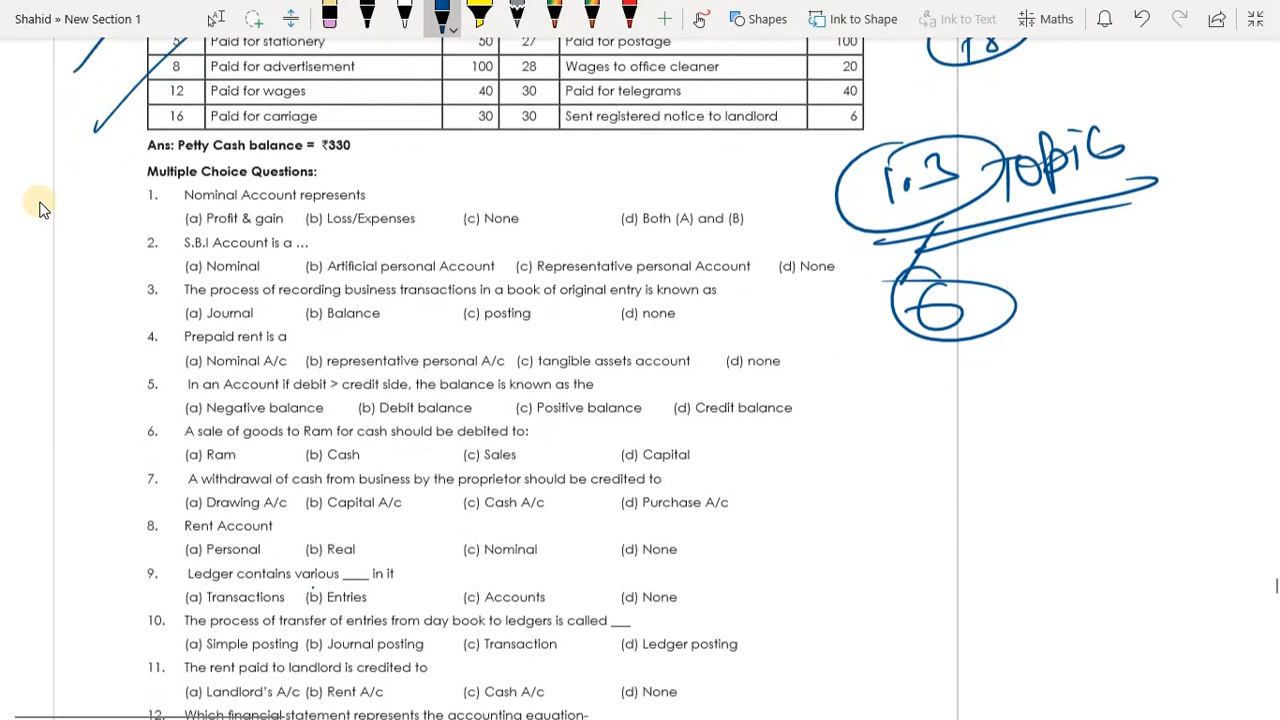 Shahid » New Section 1
Shapes
Ink to Shape
Ink to Text
Maths
5 Paid for stationery 50 27 Paid for postage 100
8 Paid for advertisement 100 28 Wages to office cleaner 20
12 Paid for wages 40 30 Paid for telegrams 40
16 Paid for carriage 30 30 Sent registered notice to landlord 6
18
1.3 Topic
6
Ans: Petty Cash balance = ₹330
Multiple Choice Questions:
1. Nominal Account represents
(a) Profit & gain (b) Loss/Expenses (c) None (d) Both (A) and (B)
2. S.B.I Account is a ...
(a) Nominal (b) Artificial personal Account (c) Representative personal Account (d) None
3. The process of recording business transactions in a book of original entry is known as
(a) Journal (b) Balance (c) posting (d) none
4. Prepaid rent is a
(a) Nominal A/c (b) representative personal A/c (c) tangible assets account (d) none
5. In an Account if debit > credit side, the balance is known as the
(a) Negative balance (b) Debit balance (c) Positive balance (d) Credit balance
6. A sale of goods to Ram for cash should be debited to:
(a) Ram (b) Cash (c) Sales (d) Capital
7. A withdrawal of cash from business by the proprietor should be credited to
(a) Drawing A/c (b) Capital A/c (c) Cash A/c (d) Purchase A/c
8. Rent Account
(a) Personal (b) Real (c) Nominal (d) None
9. Ledger contains various ____ in it
(a) Transactions (b) Entries (c) Accounts (d) None
10. The process of transfer of entries from day book to ledgers is called ___
(a) Simple posting (b) Journal posting (c) Transaction (d) Ledger posting
11. The rent paid to landlord is credited to
(a) Landlord's A/c (b) Rent A/c (c) Cash A/c (d) None
12. Which financial statement represents the accounting equation-